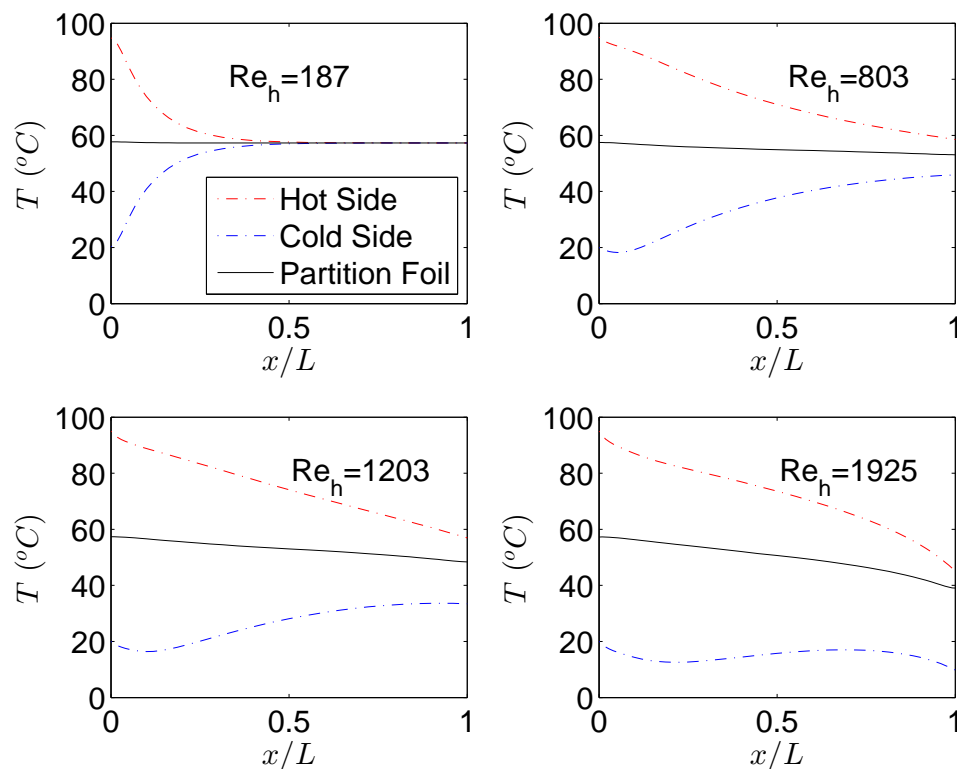 100
80
60
40
20
0
T (°C)
Re_h=187
Hot Side
Cold Side
Partition Foil
0 0.5 1
x/L
100
80
60
40
20
0
T (°C)
Re_h=803
0 0.5 1
x/L
100
80
60
40
20
0
T (°C)
Re_h=1203
0 0.5 1
x/L
100
80
60
40
20
0
T (°C)
Re_h=1925
0 0.5 1
x/L